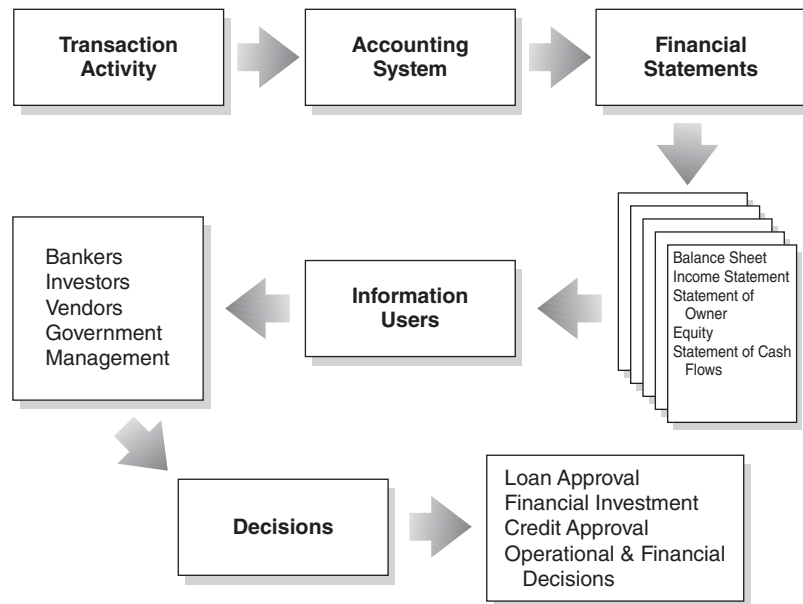 Transaction
Activity
Accounting
System
Financial
Statements
Balance Sheet
Income Statement
Statement of
Owner
Equity
Statement of Cash
Flows
Information
Users
Bankers
Investors
Vendors
Government
Management
Decisions
Loan Approval
Financial Investment
Credit Approval
Operational & Financial
Decisions